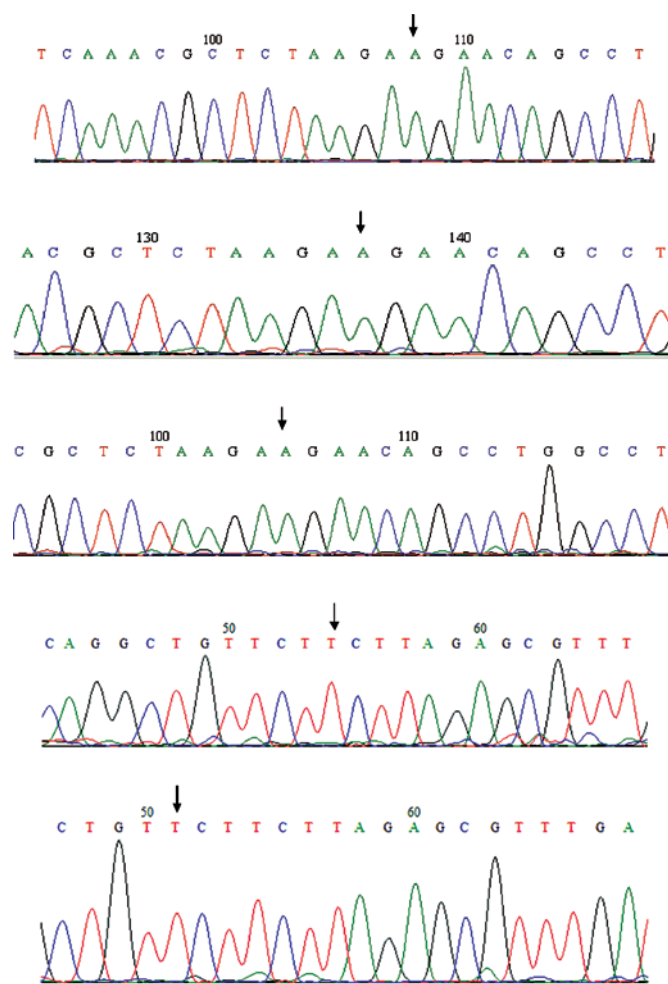 100 110
T C A A A C G C T C T A A G A A G A A C A G C C T
130 140
A C G C T C T A A G A A G A A C A G C C T
100 110
C G C T C T A A G A A G A A C A G C C T G G C C T
50 60
C A G G C T G T T C T T C T T A G A G C G T T T
50 60
C T G T T C T T C T T A G A G C G T T T G A